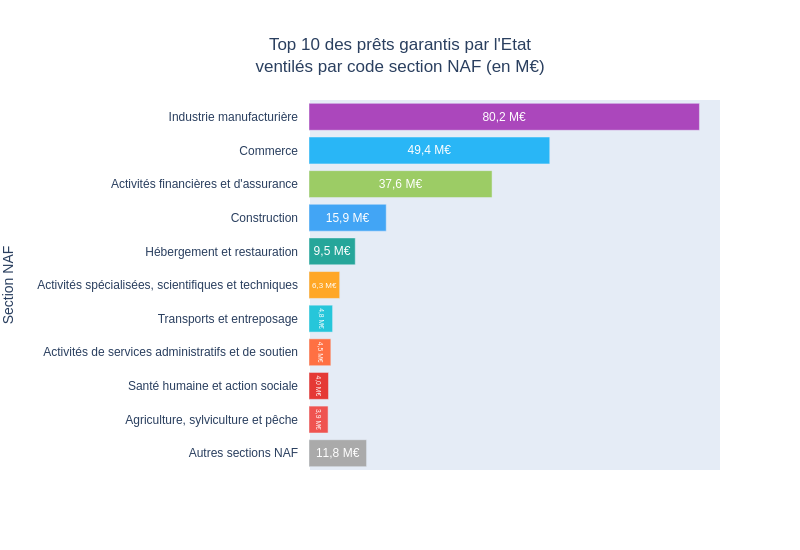 Top 10 des prêts garantis par l'Etat
ventilés par code section NAF (en M€)
Section NAF
Industrie manufacturière 80,2 M€
Commerce 49,4 M€
Activités financières et d'assurance 37,6 M€
Construction 15,9 M€
Hébergement et restauration 9,5 M€
Activités spécialisées, scientifiques et techniques 6,3 M€
Transports et entreposage 4,8 M€
Activités de services administratifs et de soutien 4,5 M€
Santé humaine et action sociale 4,0 M€
Agriculture, sylviculture et pêche 3,9 M€
Autres sections NAF 11,8 M€